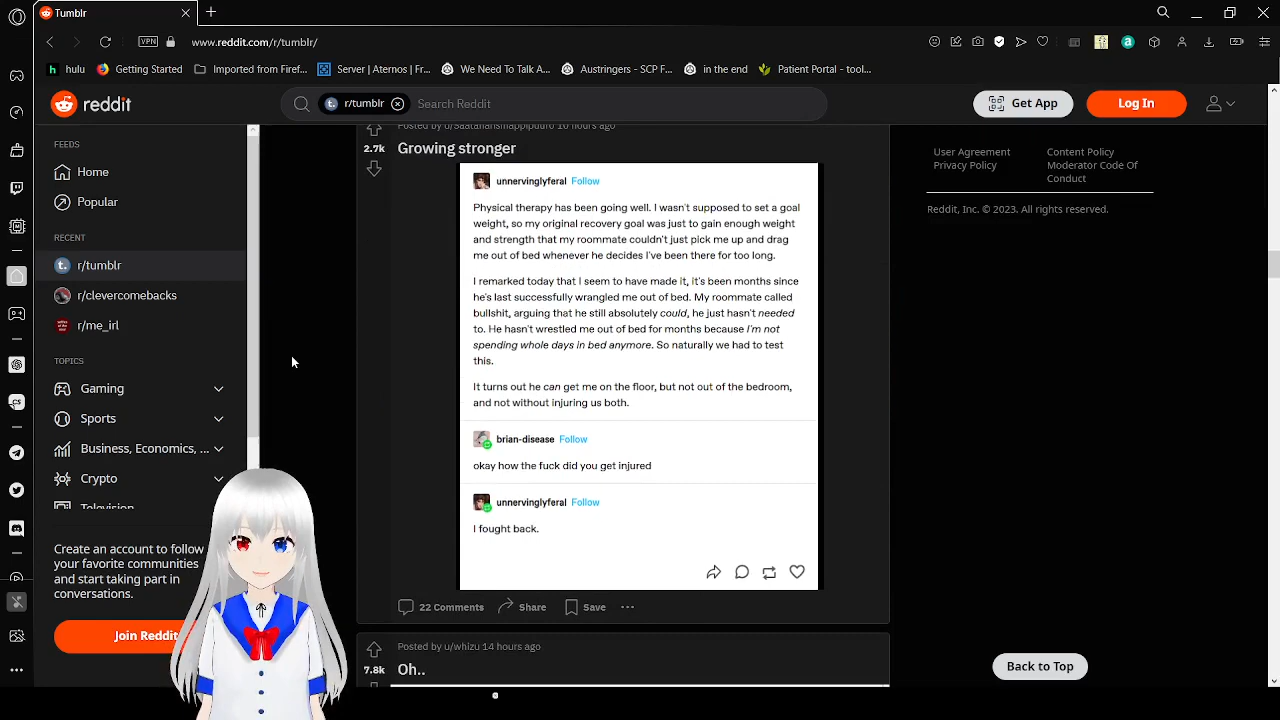 Tumblr
www.reddit.com/r/tumblr/
VPN
hulu
Getting Started
Imported from Firef...
Server | Aternos | Fr...
We Need To Talk A...
Austringers - SCP F...
in the end
Patient Portal - tool...
reddit
r/tumblr
Search Reddit
Get App
Log In
FEEDS
Home
Popular
RECENT
r/tumblr
r/clevercomebacks
r/me_irl
TOPICS
Gaming
Sports
Business, Economics, ...
Crypto
Television
Create an account to follow
your favorite communities
and start taking part in
conversations.
Join Reddit
10 hours ago
2.7k
Growing stronger
unnervinglyferal Follow
Physical therapy has been going well. I wasn't supposed to set a goal
weight, so my original recovery goal was just to gain enough weight
and strength that my roommate couldn't just pick me up and drag
me out of bed whenever he decides I've been there for too long.
I remarked today that I seem to have made it, it's been months since
he's last successfully wrangled me out of bed. My roommate called
bullshit, arguing that he still absolutely could, he just hasn't needed
to. He hasn't wrestled me out of bed for months because I'm not
spending whole days in bed anymore. So naturally we had to test
this.
It turns out he can get me on the floor, but not out of the bedroom,
and not without injuring us both.
brian-disease Follow
okay how the fuck did you get injured
unnervinglyferal Follow
I fought back.
22 Comments
Share
Save
Posted by u/whizu 14 hours ago
7.8k
Oh..
User Agreement
Privacy Policy
Content Policy
Moderator Code Of
Conduct
Reddit, Inc. © 2023. All rights reserved.
Back to Top